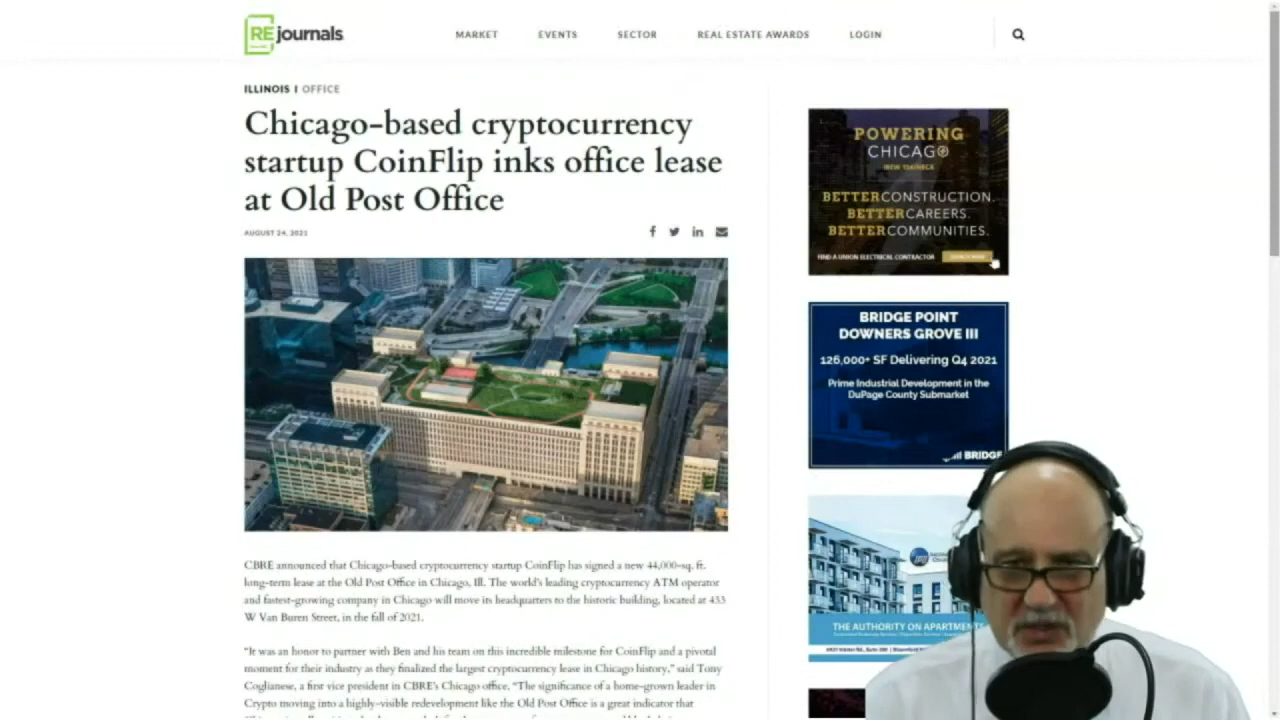 REjournals
MARKET EVENTS SECTOR REAL ESTATE AWARDS LOGIN
ILLINOIS | OFFICE
Chicago-based cryptocurrency
startup CoinFlip inks office lease
at Old Post Office
AUGUST 24, 2021
CBRE announced that Chicago-based cryptocurrency startup CoinFlip has signed a new 44,000-sq. ft.
long-term lease at the Old Post Office in Chicago, Ill. The world's leading cryptocurrency ATM operator
and fastest-growing company in Chicago will move its headquarters to the historic building, located at 433
W Van Buren Street, in the fall of 2021.
"It was an honor to partner with Ben and his team on this incredible milestone for CoinFlip and a pivotal
moment for their industry as they finalized the largest cryptocurrency lease in Chicago history," said Tony
Coglianese, a first vice president in CBRE's Chicago office. "The significance of a home-grown leader in
Crypto moving into a highly-visible redevelopment like the Old Post Office is a great indicator that
POWERING
CHICAGO
BETTERCONSTRUCTION.
BETTERCAREERS.
BETTERCOMMUNITIES.
FIND A UNION ELECTRICAL CONTRACTOR
BRIDGE POINT
DOWNERS GROVE III
126,000+ SF Delivering Q4 2021
Prime Industrial Development in the
DuPage County Submarket
BRIDGE
THE AUTHORITY ON APARTMENTS